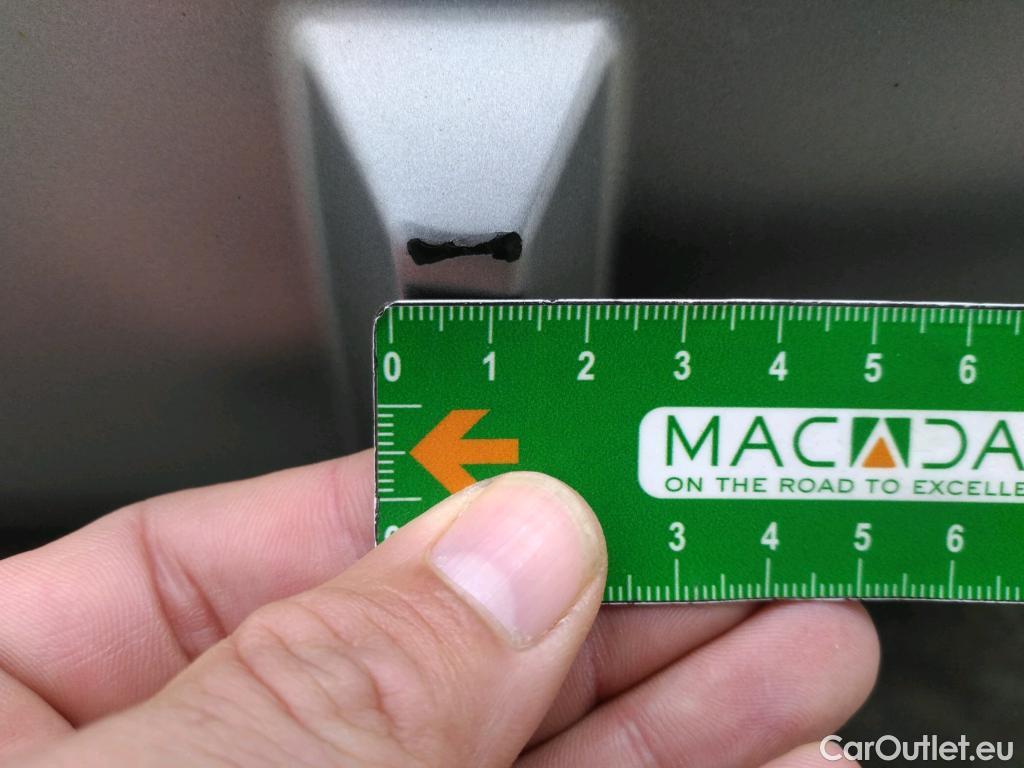 0 1 2 3 4 5 6
MACADA
ON THE ROAD TO EXCELLE
3 4 5 6
CarOutlet.eu